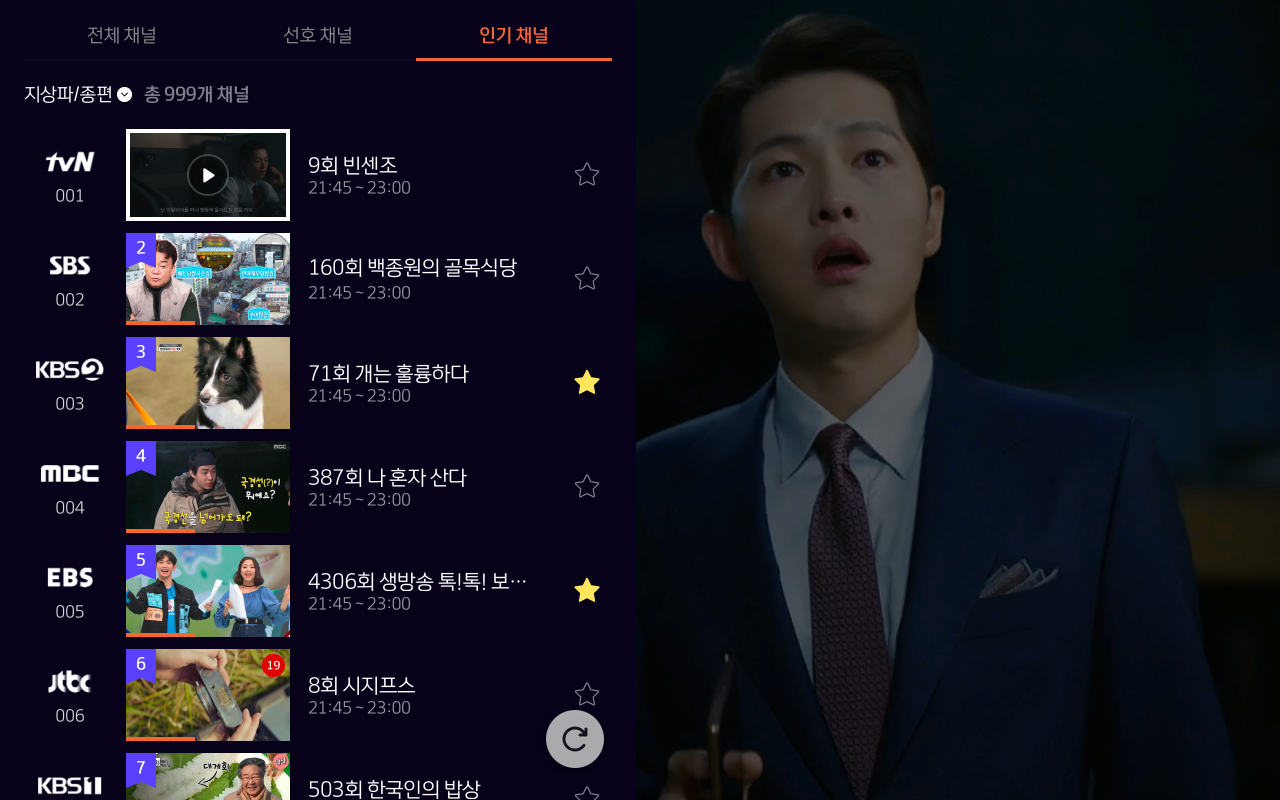 전체 채널
선호 채널
인기 채널
지상파/종편
총 999개 채널
tvN
001
9회 빈센조
21:45 ~ 23:00
SBS
002
2
160회 백종원의 골목식당
21:45 ~ 23:00
KBS2
003
3
71회 개는 훌륭하다
21:45 ~ 23:00
MBC
004
4
MBC
국경성(?)이
뭐예요?
국경선을 넘어가도 돼?
387회 나 혼자 산다
21:45 ~ 23:00
EBS
005
5
4306회 생방송 톡!톡! 보…
21:45 ~ 23:00
jtbc
006
6
19
8회 시지프스
21:45 ~ 23:00
KBS1
7
대게화
503회 한국인의 밥상